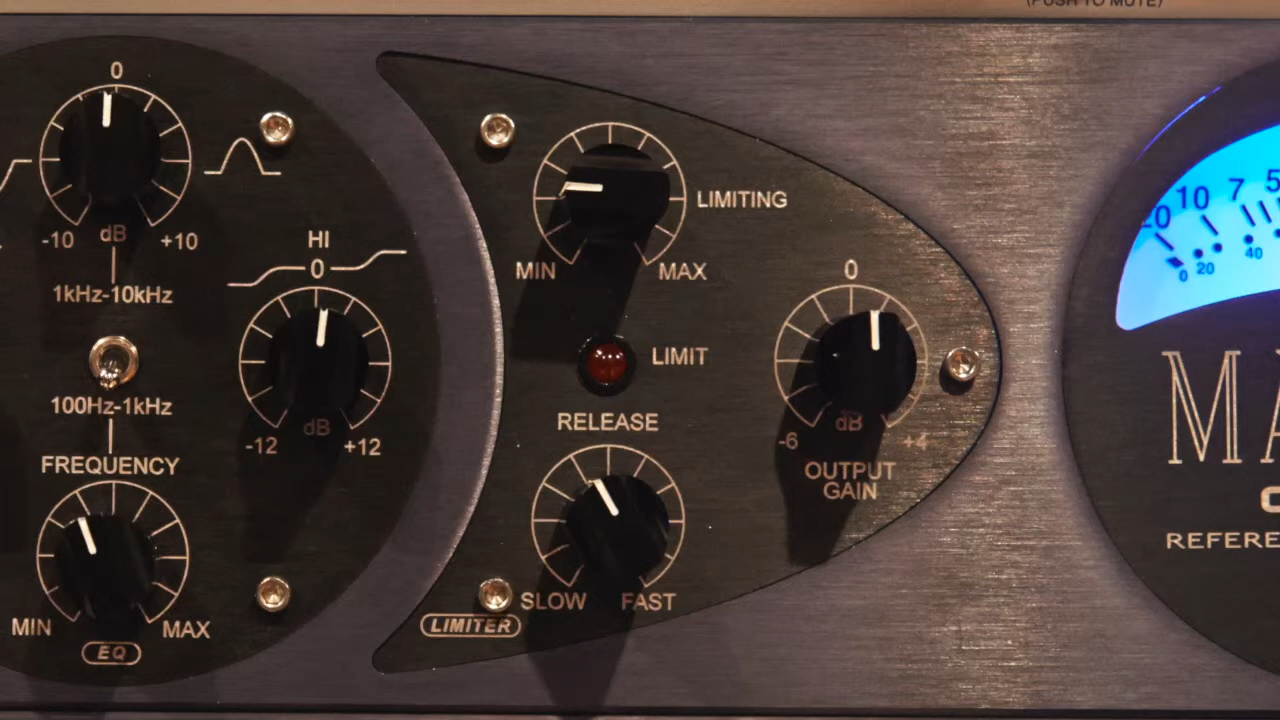 (PUSH TO MUTE)
0
-10 dB +10
1kHz-10kHz
100Hz-1kHz
FREQUENCY
MIN MAX
EQ
HI
0
-12 dB +12
LIMITING
MIN MAX
LIMIT
RELEASE
SLOW FAST
LIMITER
0
-6 dB +4
OUTPUT
GAIN
10 7 5
0 20 40
REFERE